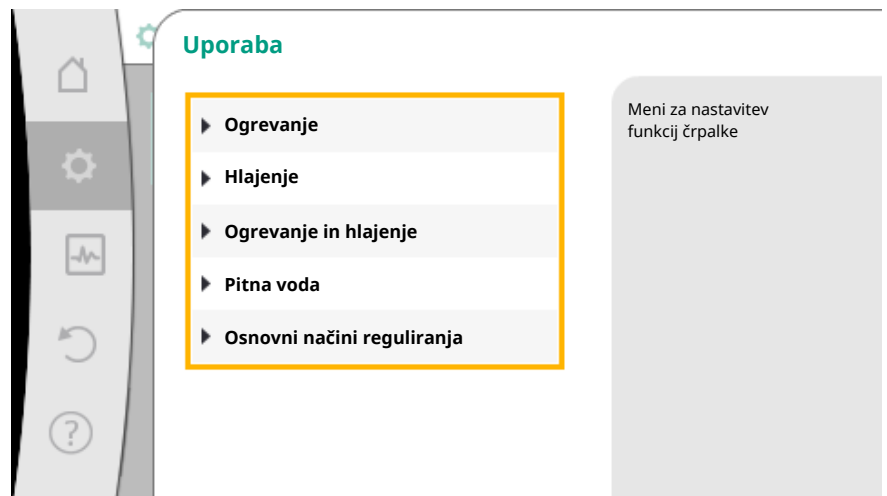 Uporaba
Ogrevanje
Hlajenje
Ogrevanje in hlajenje
Pitna voda
Osnovni načini reguliranja
Meni za nastavitev
funkcij črpalke
?